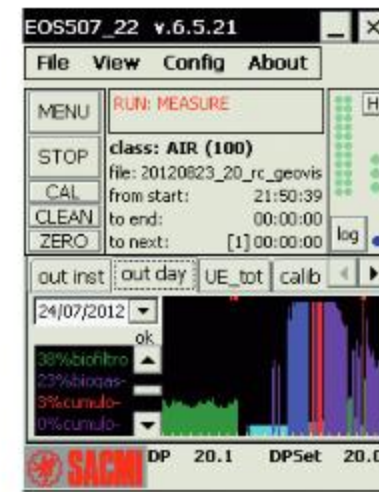 EOS507_22 v.6.5.21
File View Config About
MENU
RUN: MEASURE
H
STOP
class: AIR (100)
file: 20120823_20_rc_geovis
CAL
from start: 21:50:39
CLEAN
to end: 00:00:00
ZERO
to next: [1] 00:00:00
log
out inst out day UE_tot calib
24/07/2012
ok
38%biofiltro
23%biogas-
3%cumulo-
0%cumulo-
SACMI DP 20.1 DPSet 20.0